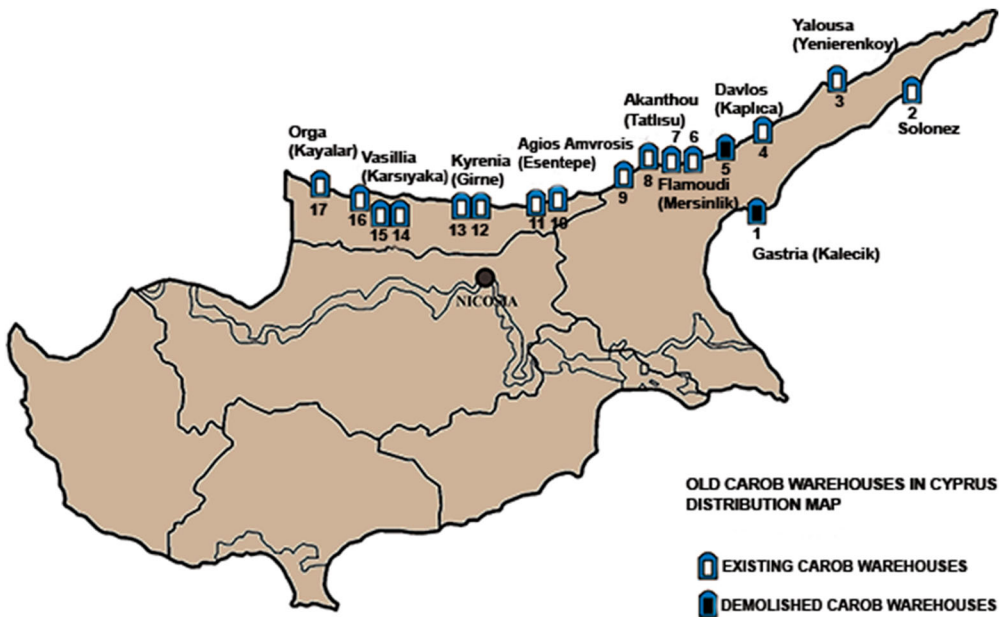 Yalousa
(Yenierenkoy)
3
2
Solonez
Davlos
(Kaplıca)
4
5
Akanthou
(Tatlısu)
7 6
8
Flamoudi
(Mersinlik)
9
1
Gastria (Kalecik)
Agios Amvrosis
(Esentepe)
11 10
Kyrenia
(Girne)
13 12
Vasillia
(Karsıyaka)
16
15 14
Orga
(Kayalar)
17
NICOSIA
OLD CAROB WAREHOUSES IN CYPRUS
DISTRIBUTION MAP
EXISTING CAROB WAREHOUSES
DEMOLISHED CAROB WAREHOUSES